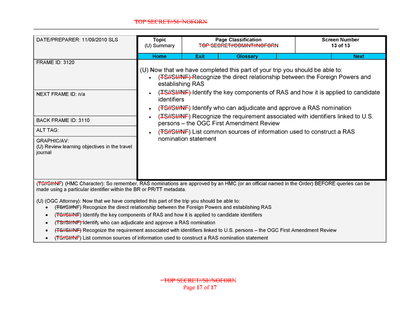 TOP SECRET//SI//NOFORN
DATE/PREPARER: 11/09/2010 SLS
Topic
(U) Summary
Page Classification
TOP SECRET//COMINT//NOFORN
Screen Number
13 of 13
Home Exit Glossary Next
FRAME ID: 3120
(U) Now that we have completed this part of your trip you should be able to:
• (TS//SI//NF) Recognize the direct relationship between the Foreign Powers and
establishing RAS
NEXT FRAME ID: n/a
• (TS//SI//NF) Identify the key components of RAS and how it is applied to candidate
identifiers
• (TS//SI//NF) Identify who can adjudicate and approve a RAS nomination
BACK FRAME ID: 3116
• (TS//SI//NF) Recognize the requirement associated with identifiers linked to U.S.
persons – the OGC First Amendment Review
ALT TAG:
• (TS//SI//NF) List common sources of information used to construct a RAS
nomination statement
GRAPHIC/AV:
(U) Review learning objectives in the travel
journal
(TS//SI//NF) (HMC Character): So remember, RAS nominations are approved by an HMC (or an official named in the Order) BEFORE queries can be
made using a particular identifier within the BR or PR/TT metadata.
(U) (OGC Attorney): Now that we have completed this part of the trip you should be able to:
• (TS//SI//NF) Recognize the direct relationship between the Foreign Powers and establishing RAS
• (TS//SI//NF) Identify the key components of RAS and how it is applied to candidate identifiers
• (TS//SI//NF) Identify who can adjudicate and approve a RAS nomination
• (TS//SI//NF) Recognize the requirement associated with identifiers linked to U.S. persons – the OGC First Amendment Review
• (TS//SI//NF) List common sources of information used to construct a RAS nomination statement
TOP SECRET//SI//NOFORN
Page 17 of 17